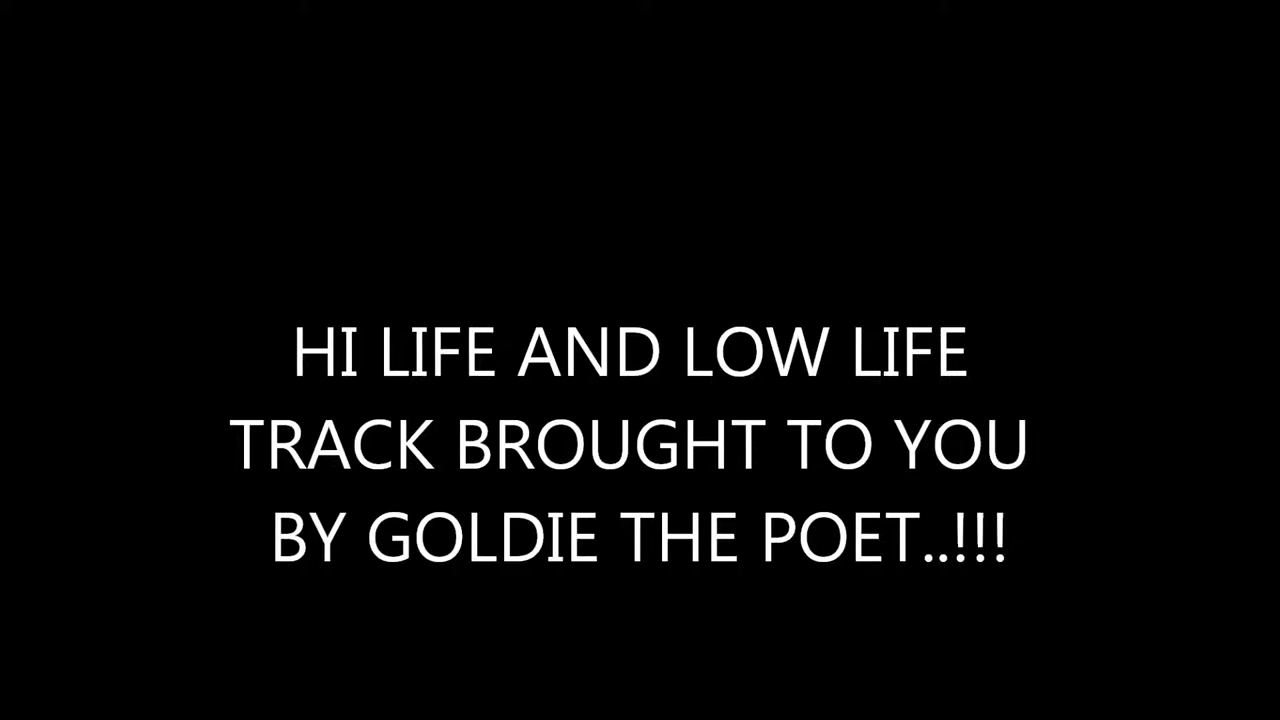 HI LIFE AND LOW LIFE
TRACK BROUGHT TO YOU
BY GOLDIE THE POET..!!!